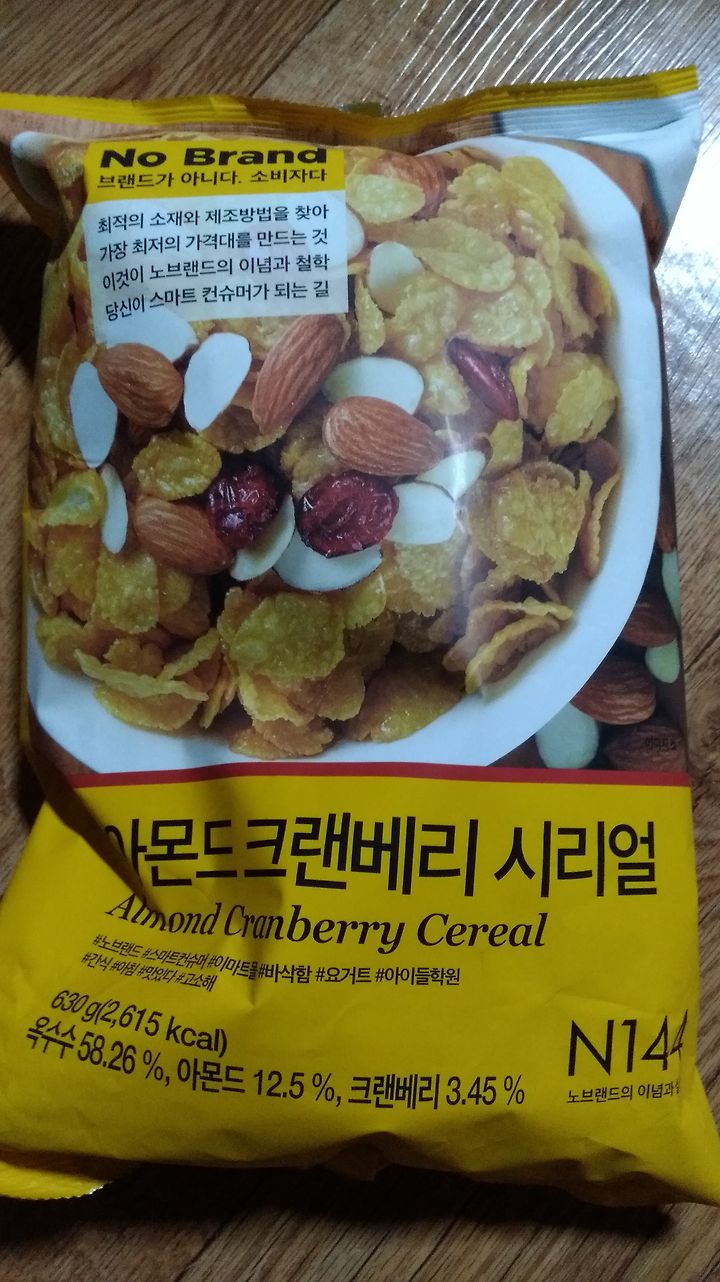 No Brand
브랜드가 아니다. 소비자다
최적의 소재와 제조방법을 찾아
가장 최저의 가격대를 만드는 것
이것이 노브랜드의 이념과 철학
당신이 스마트 컨슈머가 되는 길
아몬드크랜베리 시리얼
Almond Cranberry Cereal
#노브랜드 #스마트컨슈머 #이마트몰 #바삭함 #요거트 #아이들학원
#간식 #아침 #맛있다 #고소해
630 g(2,615 kcal)
옥수수 58.26 %, 아몬드 12.5 %, 크랜베리 3.45 %
N144
노브랜드의 이념과